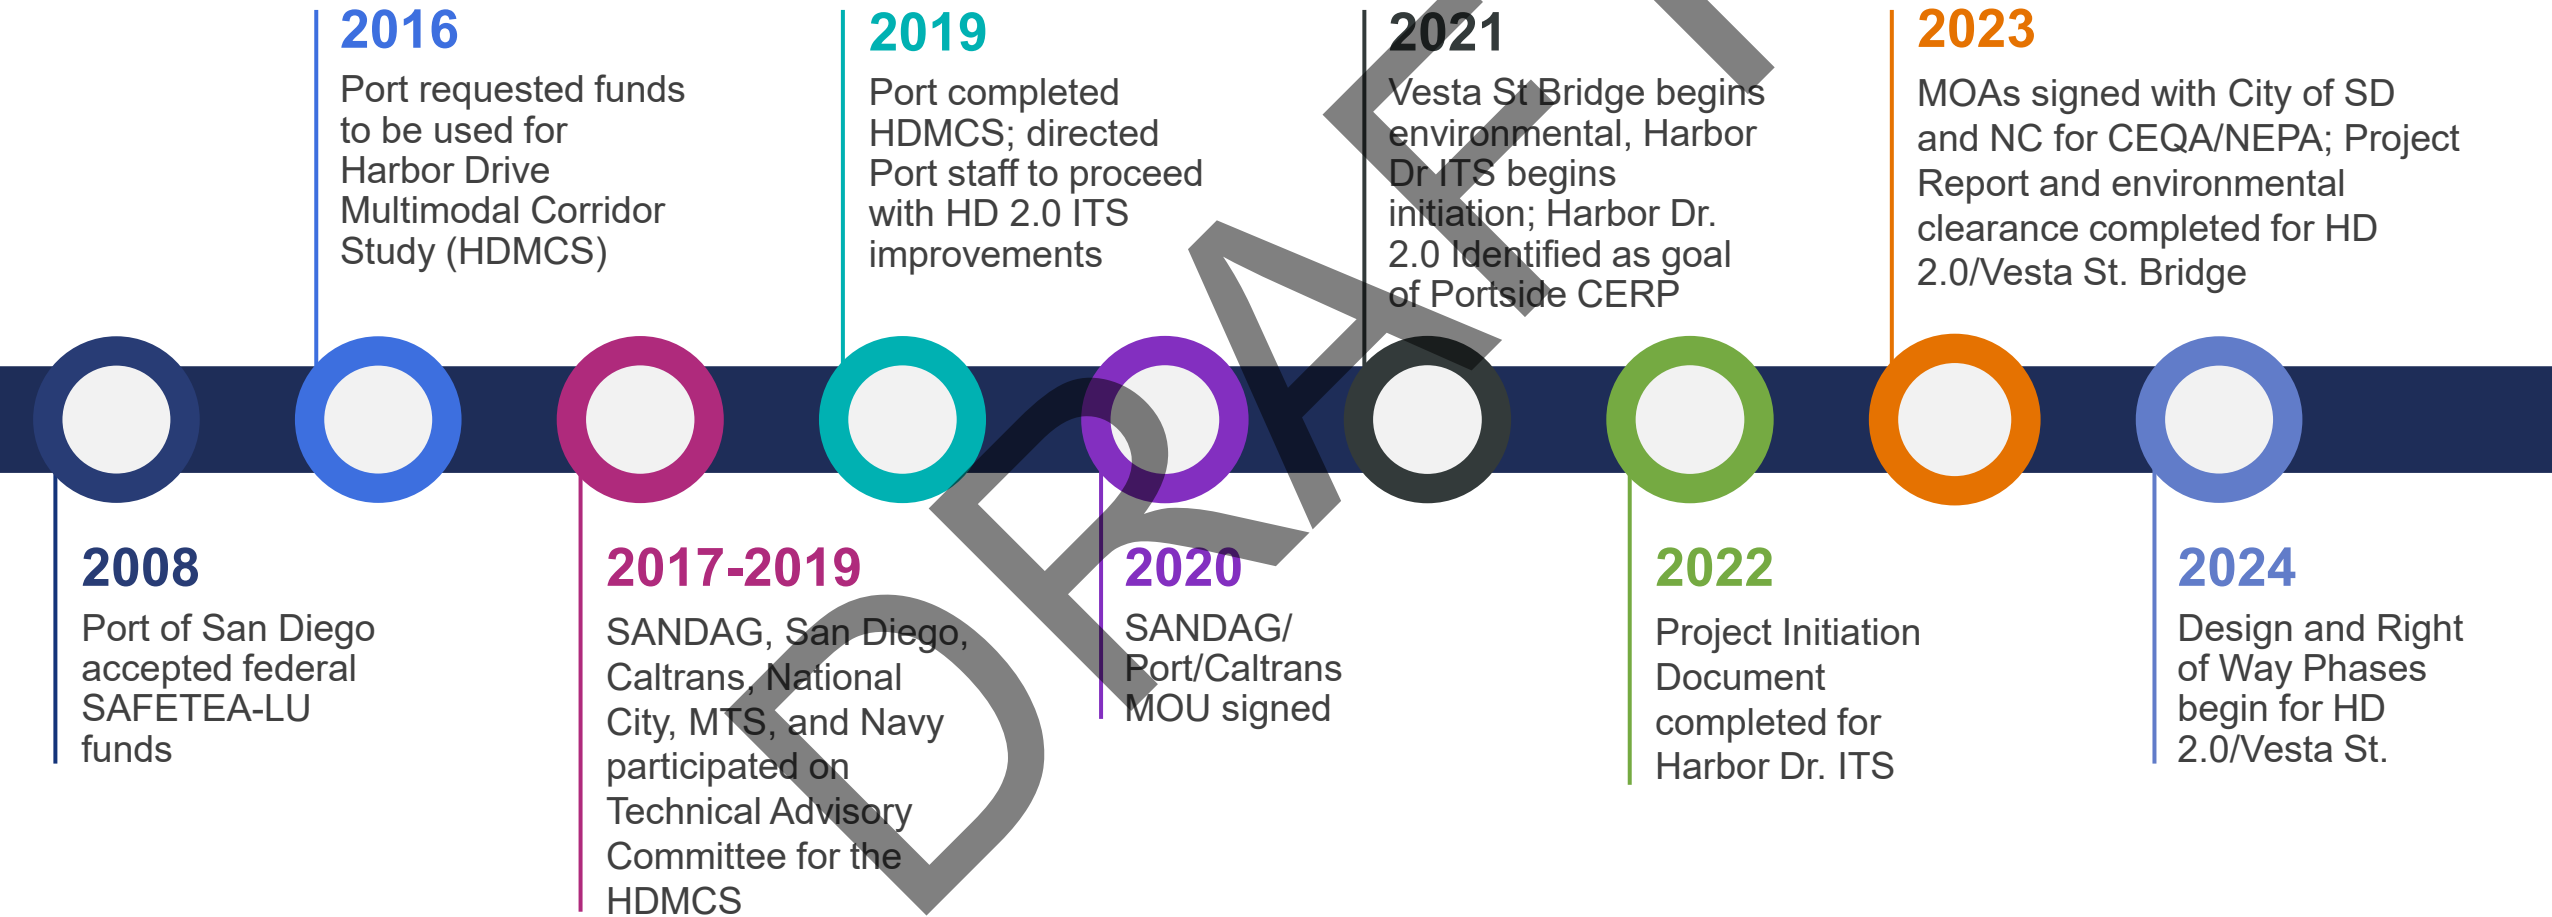 2016
Port requested funds
to be used for
Harbor Drive
Multimodal Corridor
Study (HDMCS)
2019
Port completed
HDMCS; directed
Port staff to proceed
with HD 2.0 ITS
improvements
2021
Vesta St Bridge begins
environmental, Harbor
Dr ITS begins
initiation; Harbor Dr.
2.0 Identified as goal
of Portside CERP
2023
MOAs signed with City of SD
and NC for CEQA/NEPA; Project
Report and environmental
clearance completed for HD
2.0/Vesta St. Bridge
2008
Port of San Diego
accepted federal
SAFETEA-LU
funds
2017-2019
SANDAG, San Diego,
Caltrans, National
City, MTS, and Navy
participated on
Technical Advisory
Committee for the
HDMCS
2020
SANDAG/
Port/Caltrans
MOU signed
2022
Project Initiation
Document
completed for
Harbor Dr. ITS
2024
Design and Right
of Way Phases
begin for HD
2.0/Vesta St.
DRAFT